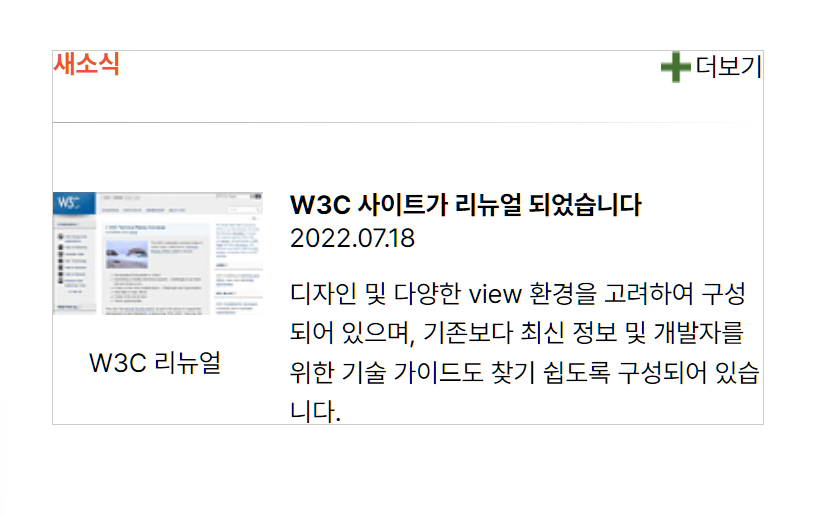 새소식
더보기
W3C
W3C 사이트가 리뉴얼 되었습니다
2022.07.18
디자인 및 다양한 view 환경을 고려하여 구성
되어 있으며, 기존보다 최신 정보 및 개발자를
위한 기술 가이드도 찾기 쉽도록 구성되어 있습
니다.
W3C 리뉴얼